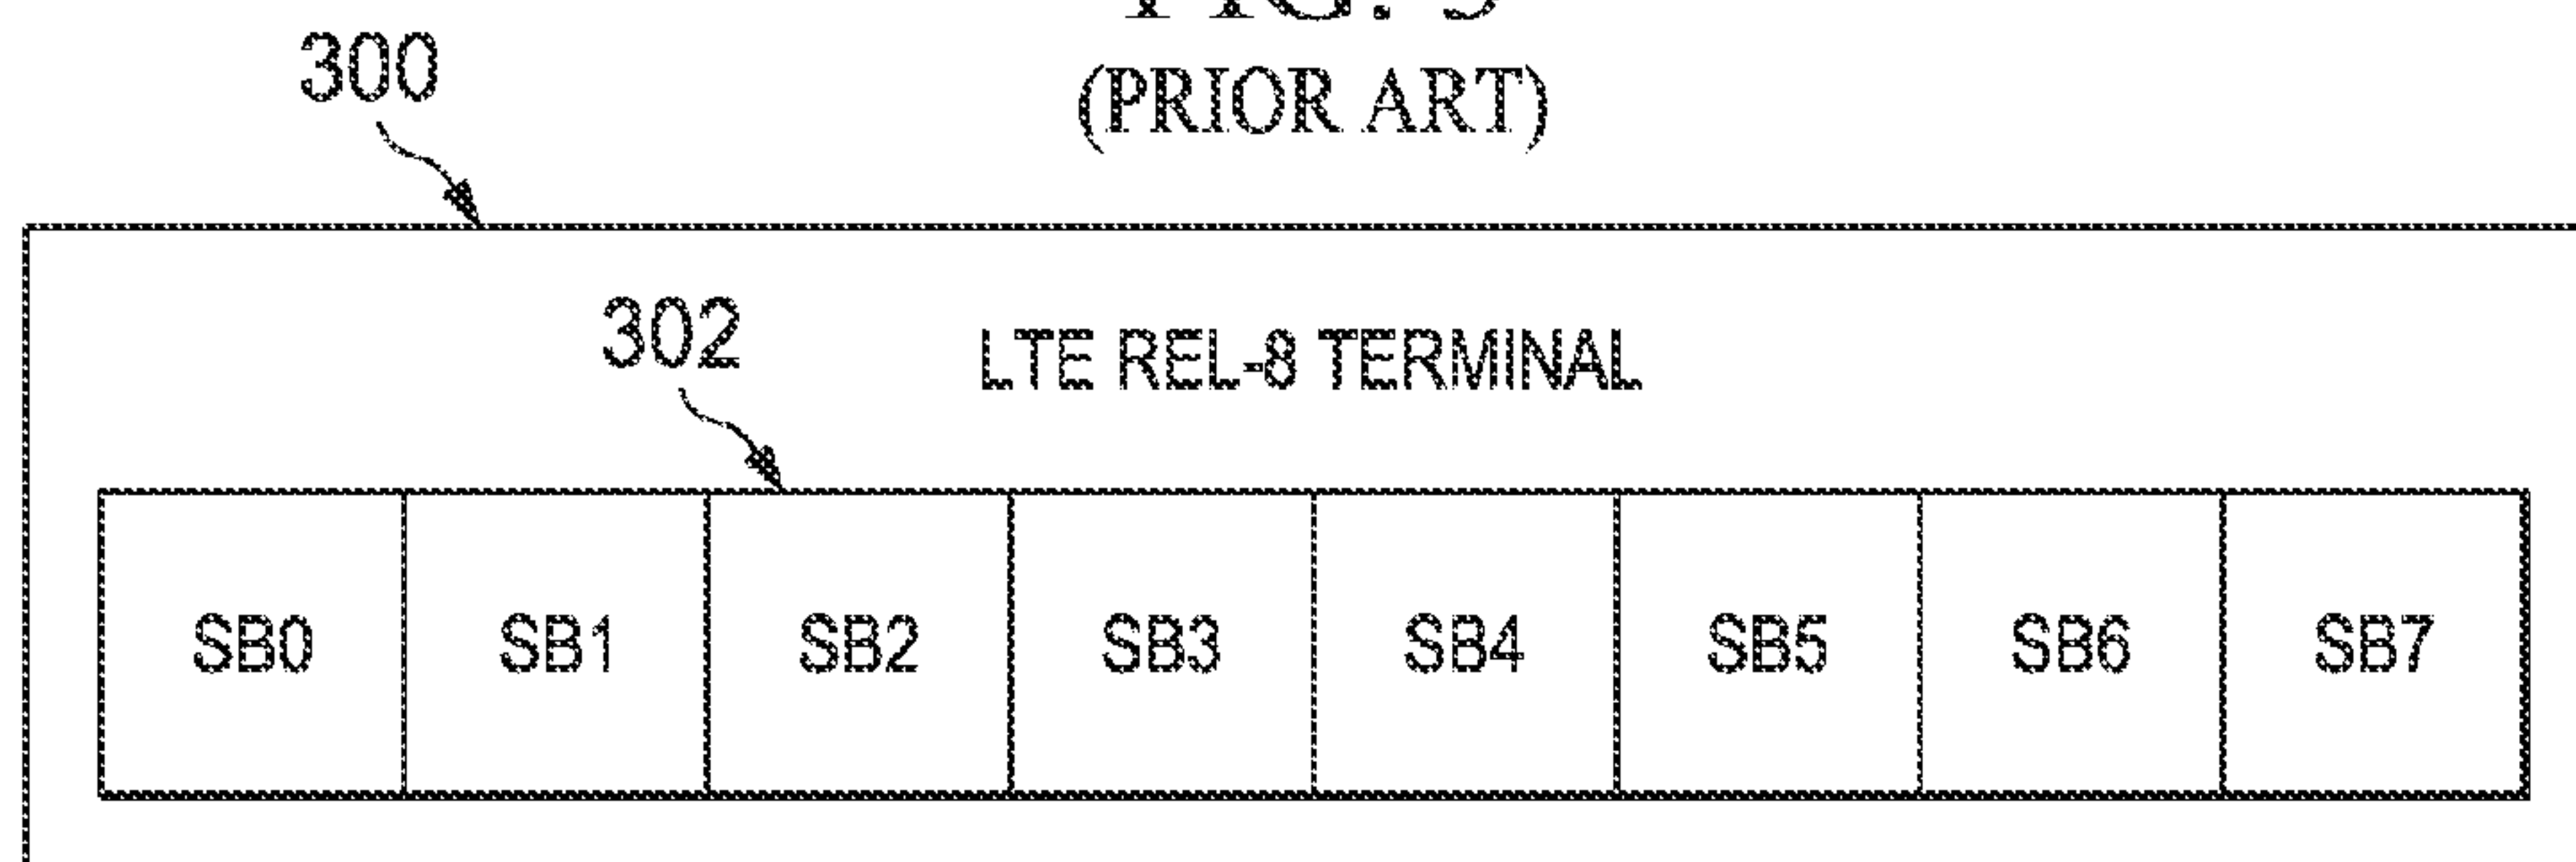 (PRIOR ART)
300
302
LTE REL-8 TERMINAL
SB0 SB1 SB2 SB3 SB4 SB5 SB6 SB7